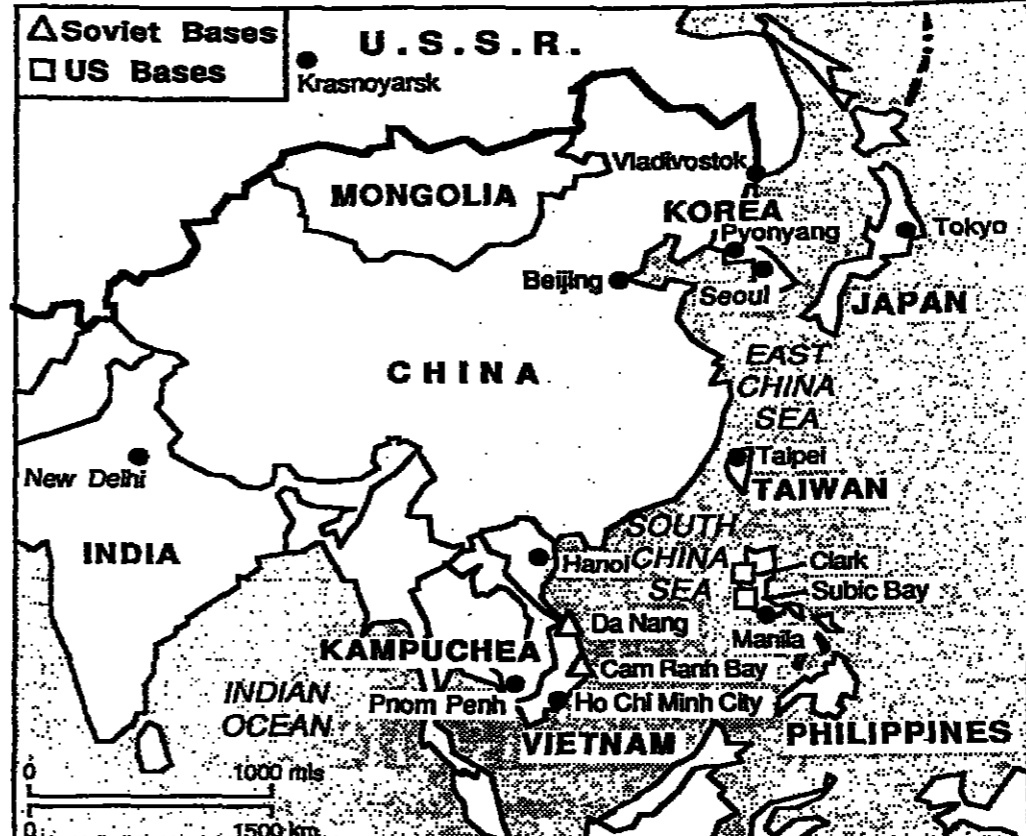 Soviet Bases
US Bases
U.S.S.R.
Krasnoyarsk
Vladivostok
MONGOLIA
KOREA
Pyonyang
Tokyo
Beijing
Seoul
JAPAN
CHINA
EAST
CHINA
SEA
New Delhi
Taipei
TAIWAN
INDIA
SOUTH
CHINA
SEA
Hanoi
Clark
Subic Bay
Da Nang
Manila
KAMPUCHEA
Cam Ranh Bay
INDIAN
OCEAN
Pnom Penh
Ho Chi Minh City
VIETNAM
PHILIPPINES
0 1000 mls
0 1500 km